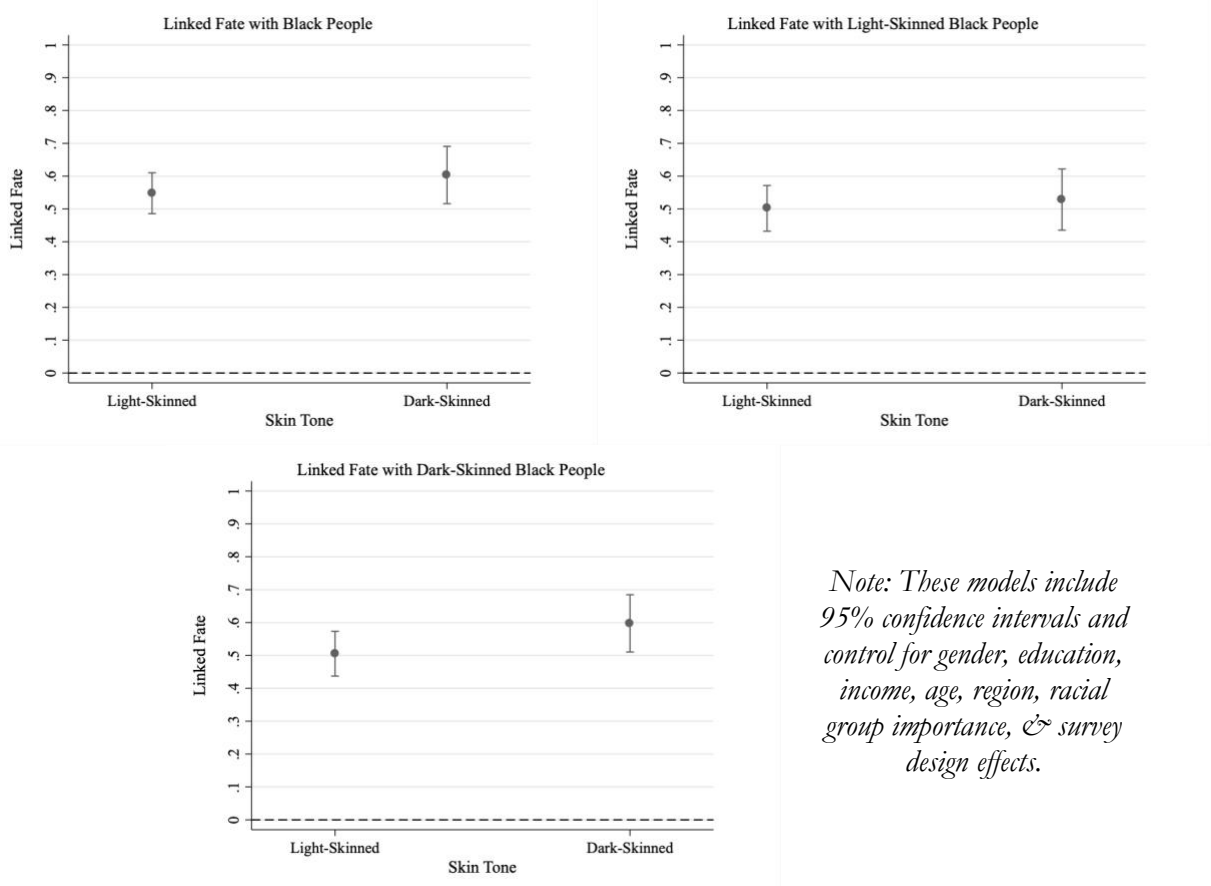 Linked Fate with Black People
Linked Fate
1
.9
.8
.7
.6
.5
.4
.3
.2
.1
0
Light-Skinned
Dark-Skinned
Skin Tone
Linked Fate with Light-Skinned Black People
Linked Fate
1
.9
.8
.7
.6
.5
.4
.3
.2
.1
0
Light-Skinned
Dark-Skinned
Skin Tone
Linked Fate with Dark-Skinned Black People
Linked Fate
1
.9
.8
.7
.6
.5
.4
.3
.2
.1
0
Light-Skinned
Dark-Skinned
Skin Tone
Note: These models include
95% confidence intervals and
control for gender, education,
income, age, region, racial
group importance, & survey
design effects.